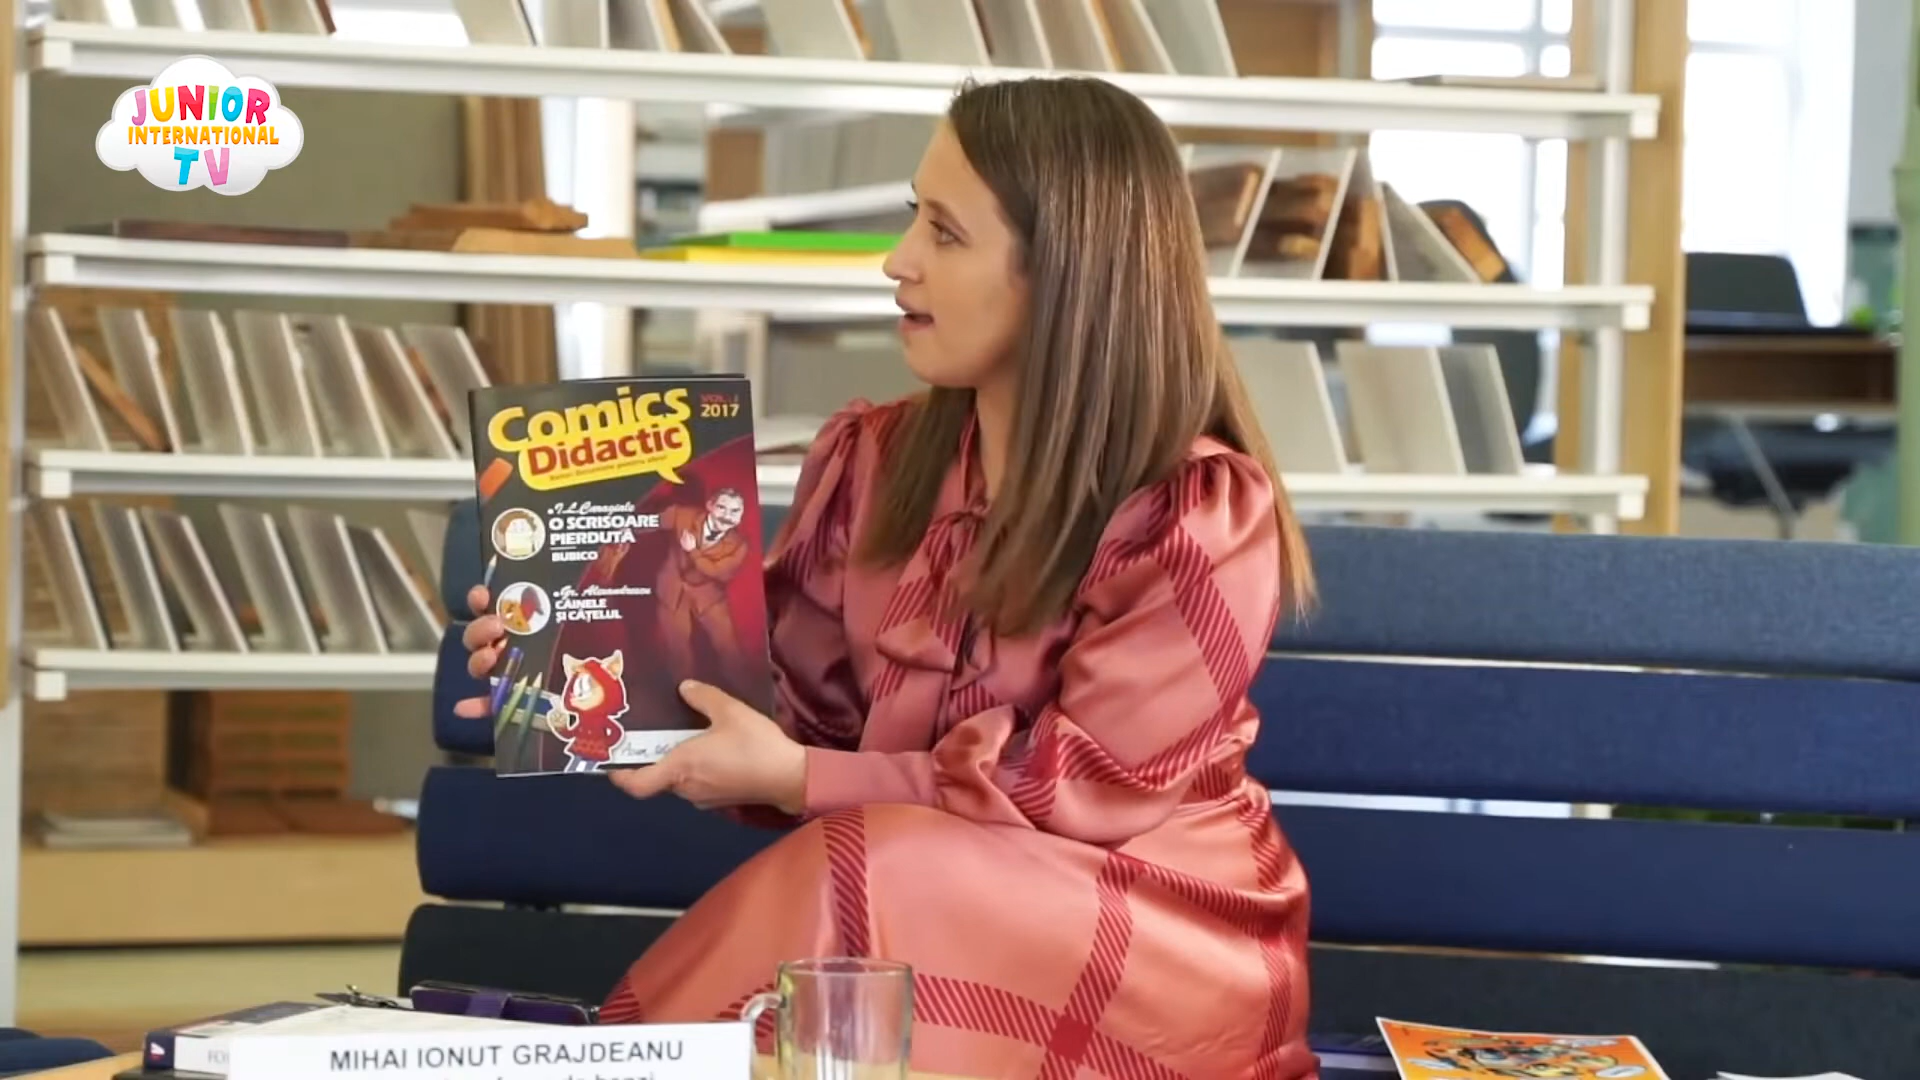 JUNIOR
INTERNATIONAL
TV
Comics
Didactic
VOL. 1
2017
I.L.Caragiale
O SCRISOARE
PIERDUTĂ
BUBICO
Gr. Alexandrescu
CÂINELE
ȘI CĂȚELUL
MIHAI IONUT GRAJDEANU